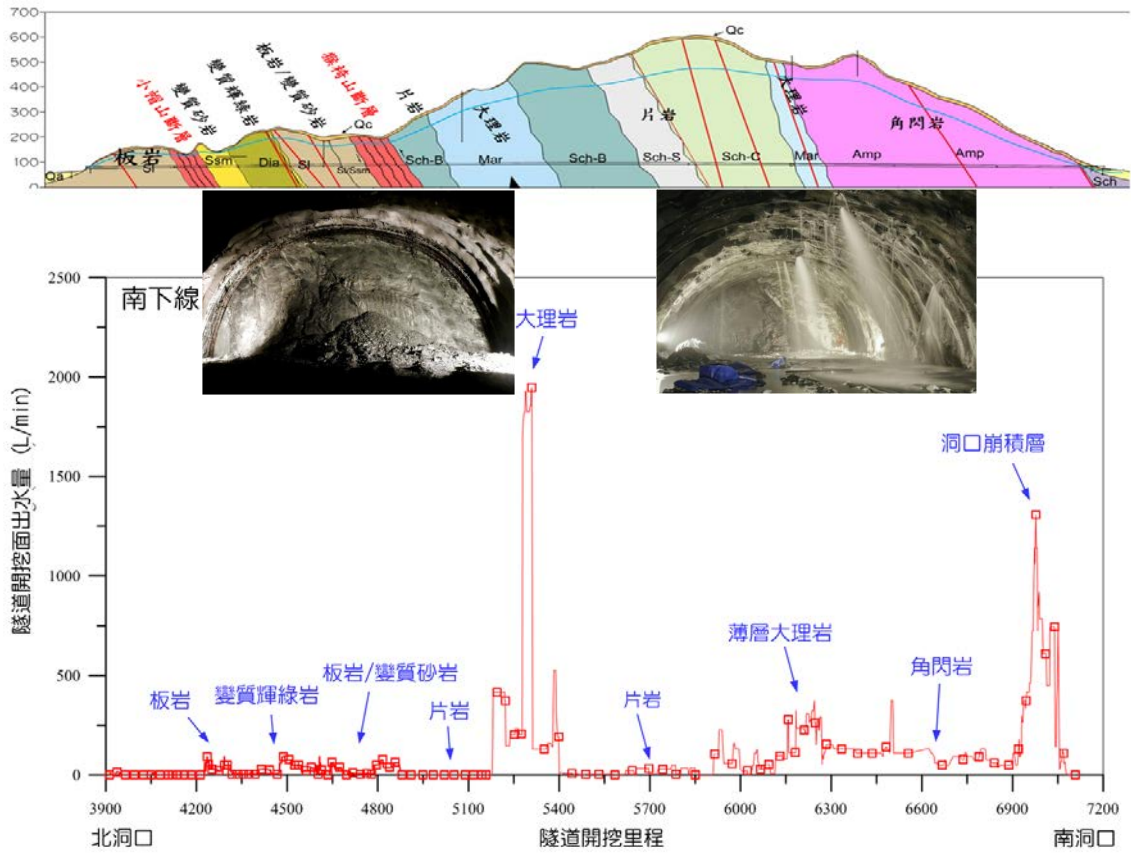 700
600
500
400
300
200
100
0
Qa
板岩
Sl
小帽山斷層
變質砂岩
Ssm
變質輝綠岩
Dia
板岩/變質砂岩
Sl
Qc
Sl/Ssm
猴椅山斷層
片岩
Sch-B
大理岩
Mar
Sch-B
Sch-S
片岩
Sch-C
Qc
大理岩
Mar
Amp
角閃岩
Amp
Sch
南下線
隧道開挖面出水量 (L/min)
2500
2000
1500
1000
500
0
板岩
變質輝綠岩
板岩/變質砂岩
片岩
大理岩
片岩
薄層大理岩
角閃岩
洞口崩積層
3900 4200 4500 4800 5100 5400 5700 6000 6300 6600 6900 7200
北洞口 隧道開挖里程 南洞口